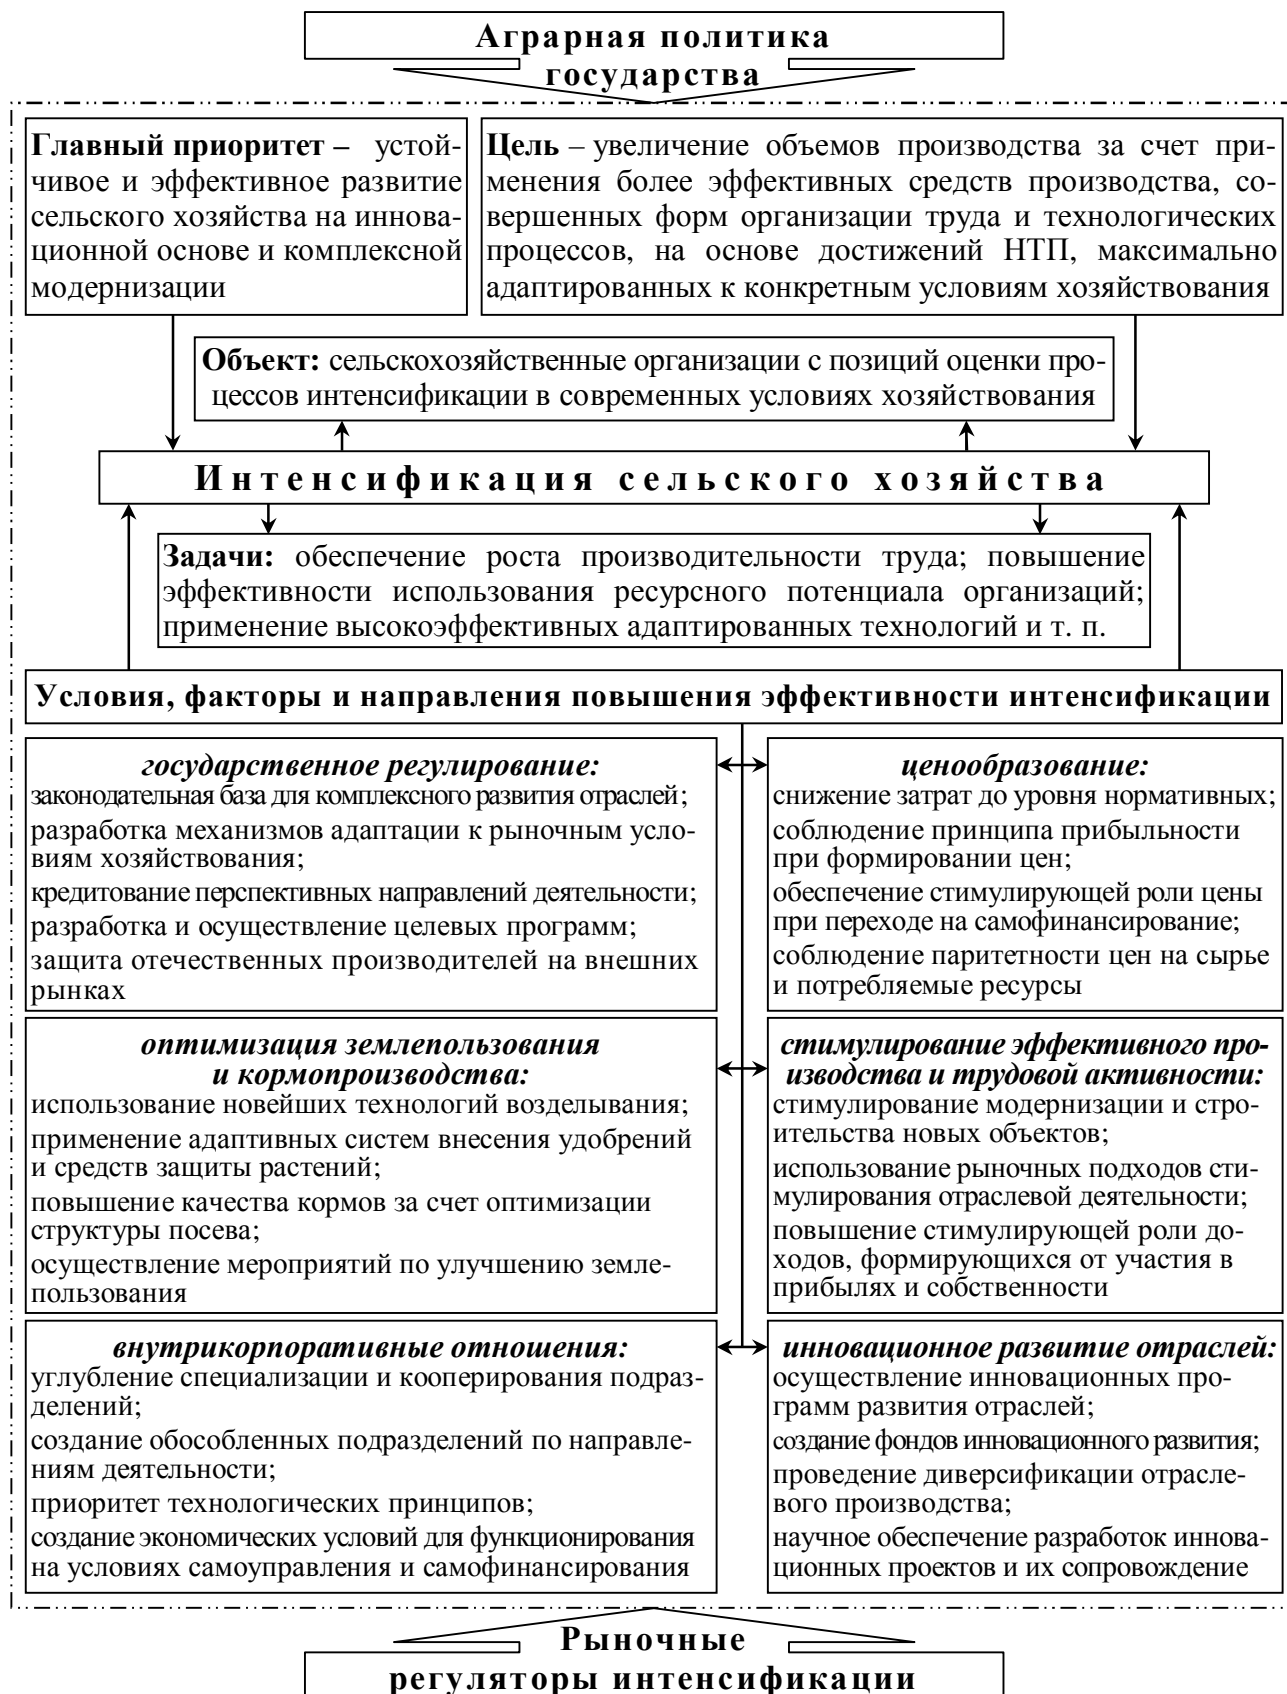 Аграрная политика
государства
Главный приоритет – устой-
чивое и эффективное развитие
сельского хозяйства на иннова-
ционной основе и комплексной
модернизации
Цель – увеличение объемов производства за счет при-
менения более эффективных средств производства, со-
вершенных форм организации труда и технологических
процессов, на основе достижений НТП, максимально
адаптированных к конкретным условиям хозяйствования
Объект: сельскохозяйственные организации с позиций оценки про-
цессов интенсификации в современных условиях хозяйствования
Интенсификация сельского хозяйства
Задачи: обеспечение роста производительности труда; повышение
эффективности использования ресурсного потенциала организаций;
применение высокоэффективных адаптированных технологий и т. п.
Условия, факторы и направления повышения эффективности интенсификации
государственное регулирование:
законодательная база для комплексного развития отраслей;
разработка механизмов адаптации к рыночным усло-
виям хозяйствования;
кредитование перспективных направлений деятельности;
разработка и осуществление целевых программ;
защита отечественных производителей на внешних
рынках
ценообразование:
снижение затрат до уровня нормативных;
соблюдение принципа прибыльности
при формировании цен;
обеспечение стимулирующей роли цены
при переходе на самофинансирование;
соблюдение паритетности цен на сырье
и потребляемые ресурсы
оптимизация землепользования
и кормопроизводства:
использование новейших технологий возделывания;
применение адаптивных систем внесения удобрений
и средств защиты растений;
повышение качества кормов за счет оптимизации
структуры посева;
осуществление мероприятий по улучшению земле-
пользования
стимулирование эффективного про-
изводства и трудовой активности:
стимулирование модернизации и стро-
ительства новых объектов;
использование рыночных подходов сти-
мулирования отраслевой деятельности;
повышение стимулирующей роли до-
ходов, формирующихся от участия в
прибылях и собственности
внутрикорпоративные отношения:
углубление специализации и кооперирования подраз-
делений;
создание обособленных подразделений по направле-
ниям деятельности;
приоритет технологических принципов;
создание экономических условий для функционирования
на условиях самоуправления и самофинансирования
инновационное развитие отраслей:
осуществление инновационных про-
грамм развития отраслей;
создание фондов инновационного развития;
проведение диверсификации отрасле-
вого производства;
научное обеспечение разработок иннова-
ционных проектов и их сопровождение
Рыночные
регуляторы интенсификации